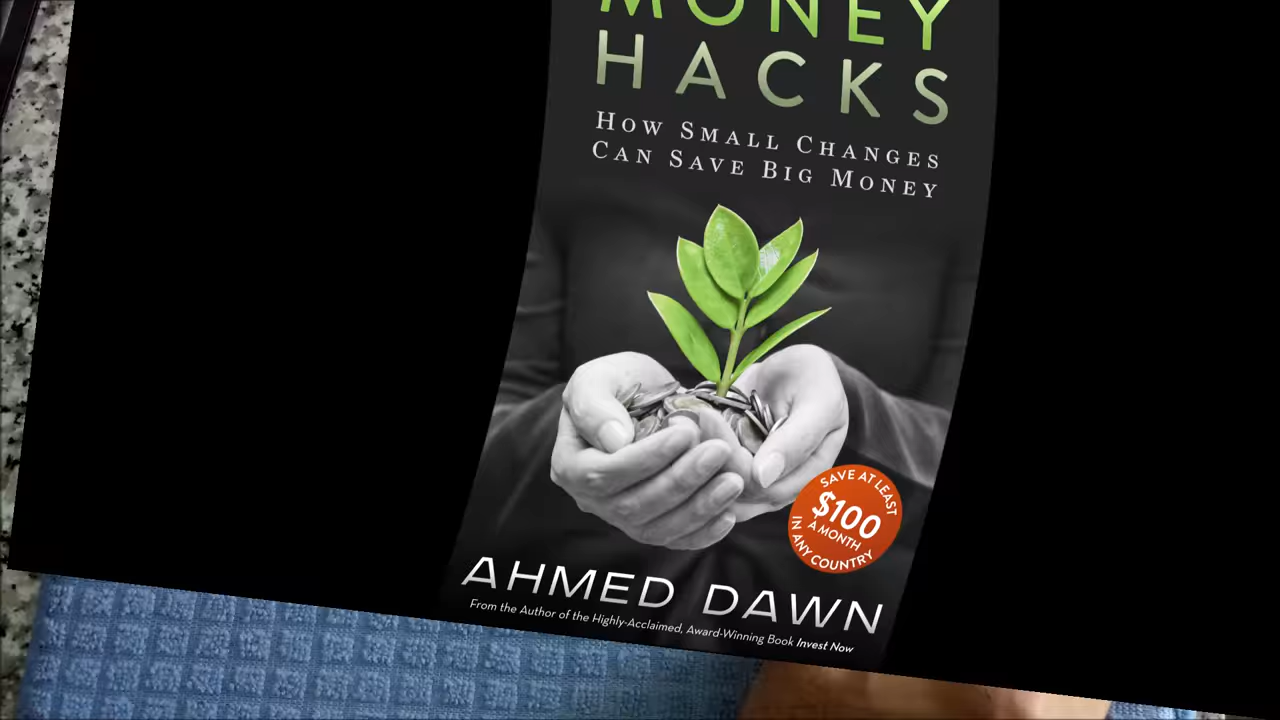 MONEY
HACKS
HOW SMALL CHANGES
CAN SAVE BIG MONEY
SAVE AT LEAST
$100
A MONTH
IN ANY COUNTRY
AHMED DAWN
From the Author of the Highly-Acclaimed, Award-Winning Book Invest Now